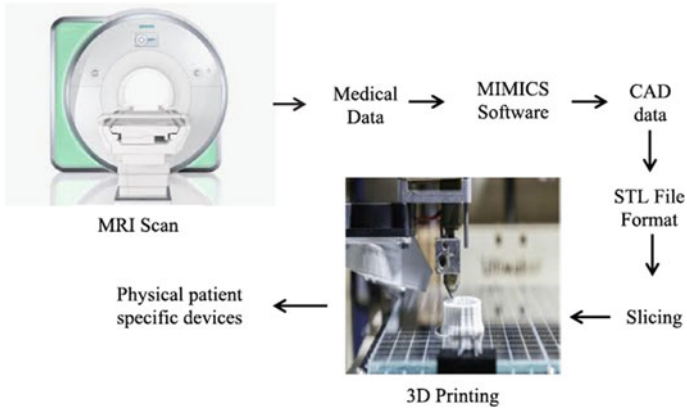 MRI Scan
Medical
Data
MIMICS
Software
CAD
data
STL File
Format
Slicing
3D Printing
Physical patient
specific devices